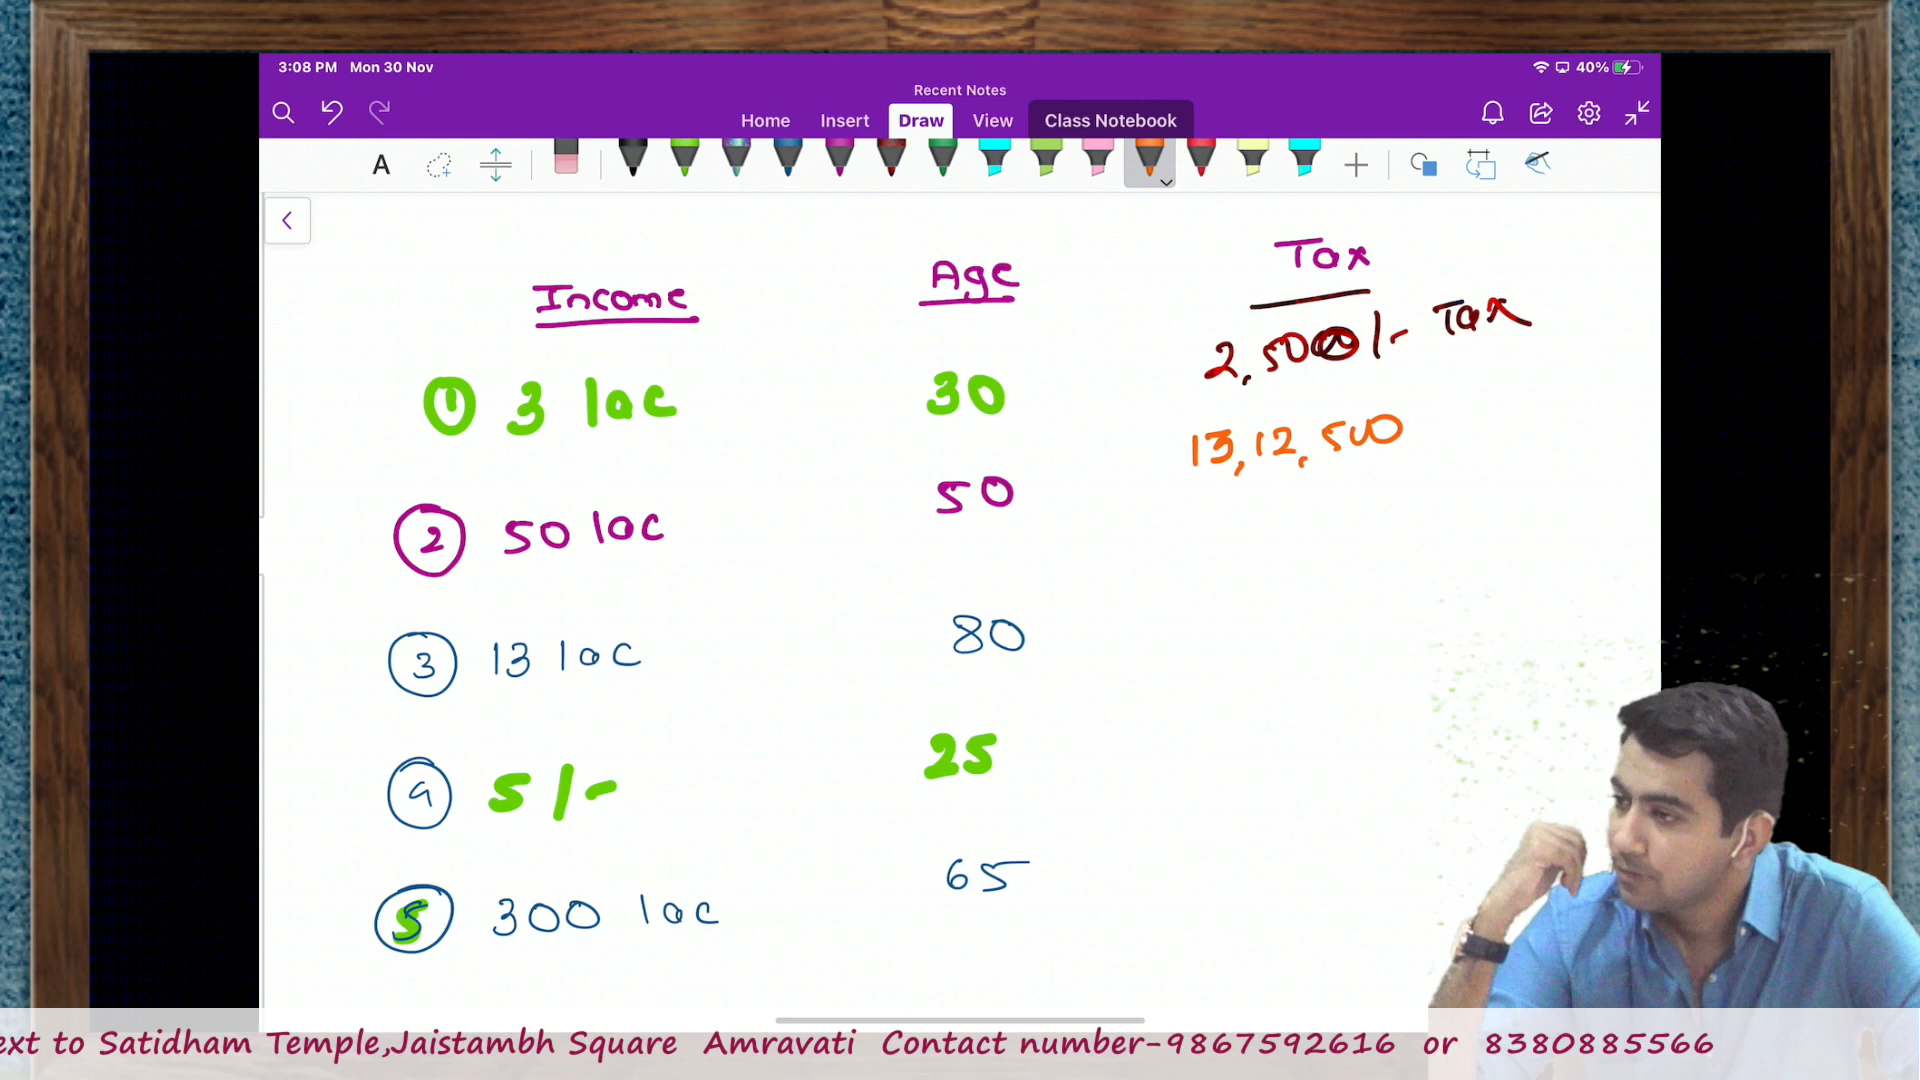 3:08 PM Mon 30 Nov 40%
Recent Notes
Home Insert Draw View Class Notebook
A
Income Age Tax
2,500/- Tax
① 3 lac 30
13,12,500
② 50 lac 50
③ 13 lac 80
④ 5/- 25
⑤ 300 lac 65
ext to Satidham Temple,Jaistambh Square Amravati Contact number-9867592616 or 8380885566